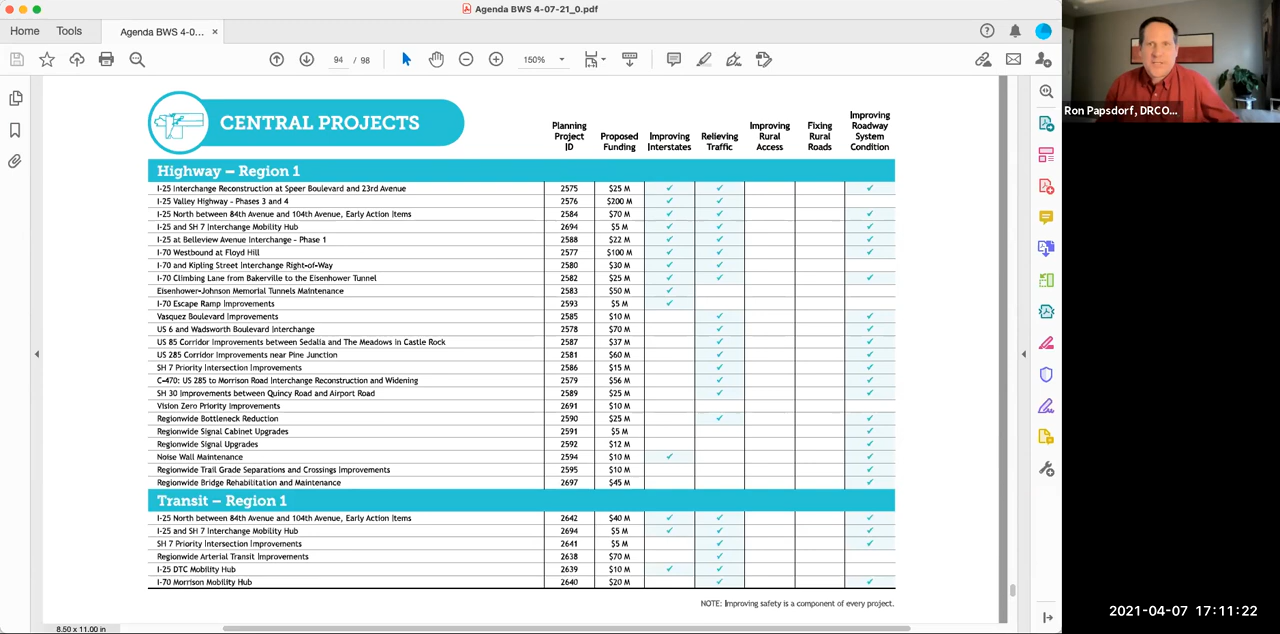 Agenda BWS 4-07-21_0.pdf
Home Tools Agenda BWS 4-0... ×
94 / 98 150%
Ron Papsdorf, DRCO...
CENTRAL PROJECTS
Planning Project ID Proposed Funding Improving Interstates Relieving Traffic Improving Rural Access Fixing Rural Roads Improving Roadway System Condition
Highway – Region 1
I-25 Interchange Reconstruction at Speer Boulevard and 23rd Avenue 2575 $25 M ✓ ✓ ✓
I-25 Valley Highway - Phases 3 and 4 2576 $200 M ✓ ✓
I-25 North between 84th Avenue and 104th Avenue, Early Action Items 2584 $70 M ✓ ✓ ✓
I-25 and SH 7 Interchange Mobility Hub 2694 $5 M ✓ ✓ ✓
I-25 at Belleview Avenue Interchange - Phase 1 2588 $22 M ✓ ✓ ✓
I-70 Westbound at Floyd Hill 2577 $100 M ✓ ✓ ✓
I-70 and Kipling Street Interchange Right-of-Way 2580 $30 M ✓ ✓
I-70 Climbing Lane from Bakerville to the Eisenhower Tunnel 2582 $25 M ✓ ✓ ✓
Eisenhower-Johnson Memorial Tunnels Maintenance 2583 $50 M ✓
I-70 Escape Ramp Improvements 2593 $5 M ✓
Vasquez Boulevard Improvements 2585 $10 M ✓ ✓
US 6 and Wadsworth Boulevard Interchange 2578 $70 M ✓ ✓
US 85 Corridor Improvements between Sedalia and The Meadows in Castle Rock 2587 $37 M ✓ ✓
US 285 Corridor Improvements near Pine Junction 2581 $60 M ✓ ✓
SH 7 Priority Intersection Improvements 2586 $15 M ✓ ✓
C-470: US 285 to Morrison Road Interchange Reconstruction and Widening 2579 $56 M ✓ ✓
SH 30 Improvements between Quincy Road and Airport Road 2589 $25 M ✓ ✓
Vision Zero Priority Improvements 2691 $10 M
Regionwide Bottleneck Reduction 2590 $25 M ✓ ✓
Regionwide Signal Cabinet Upgrades 2591 $5 M ✓
Regionwide Signal Upgrades 2592 $12 M ✓
Noise Wall Maintenance 2594 $10 M ✓ ✓
Regionwide Trail Grade Separations and Crossings Improvements 2595 $10 M ✓
Regionwide Bridge Rehabilitation and Maintenance 2697 $45 M ✓
Transit – Region 1
I-25 North between 84th Avenue and 104th Avenue, Early Action Items 2642 $40 M ✓ ✓ ✓
I-25 and SH 7 Interchange Mobility Hub 2694 $5 M ✓ ✓ ✓
SH 7 Priority Intersection Improvements 2641 $5 M ✓ ✓
Regionwide Arterial Transit Improvements 2638 $70 M ✓
I-25 DTC Mobility Hub 2639 $10 M ✓ ✓
I-70 Morrison Mobility Hub 2640 $20 M ✓ ✓
NOTE: Improving safety is a component of every project.
2021-04-07 17:11:22
8.50 x 11.00 in